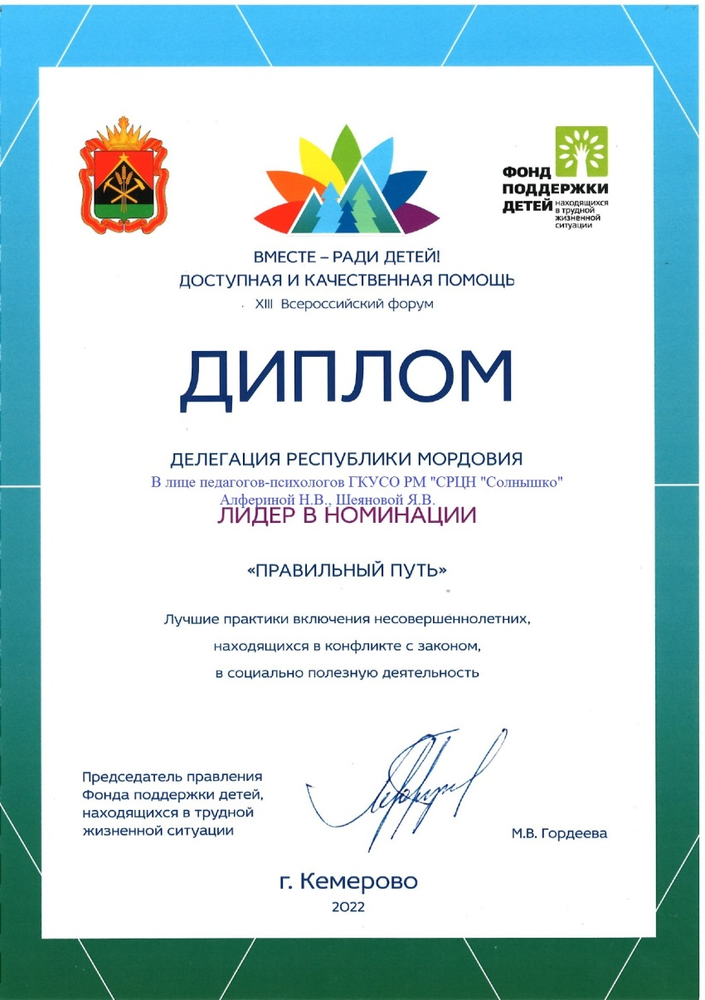 ФОНД
ПОДДЕРЖКИ
ДЕТЕЙ
находящихся
в трудной
жизненной
ситуации
ВМЕСТЕ – РАДИ ДЕТЕЙ!
ДОСТУПНАЯ И КАЧЕСТВЕННАЯ ПОМОЩЬ
XIII Всероссийский форум
ДИПЛОМ
ДЕЛЕГАЦИЯ РЕСПУБЛИКИ МОРДОВИЯ
В лице педагогов-психологов ГКУСО РМ "СРЦН "Солнышко"
Алфериной Н.В., Шеяновой Я.В.
ЛИДЕР В НОМИНАЦИИ
«ПРАВИЛЬНЫЙ ПУТЬ»
Лучшие практики включения несовершеннолетних,
находящихся в конфликте с законом,
в социально полезную деятельность
Председатель правления
Фонда поддержки детей,
находящихся в трудной
жизненной ситуации
М.В. Гордеева
г. Кемерово
2022